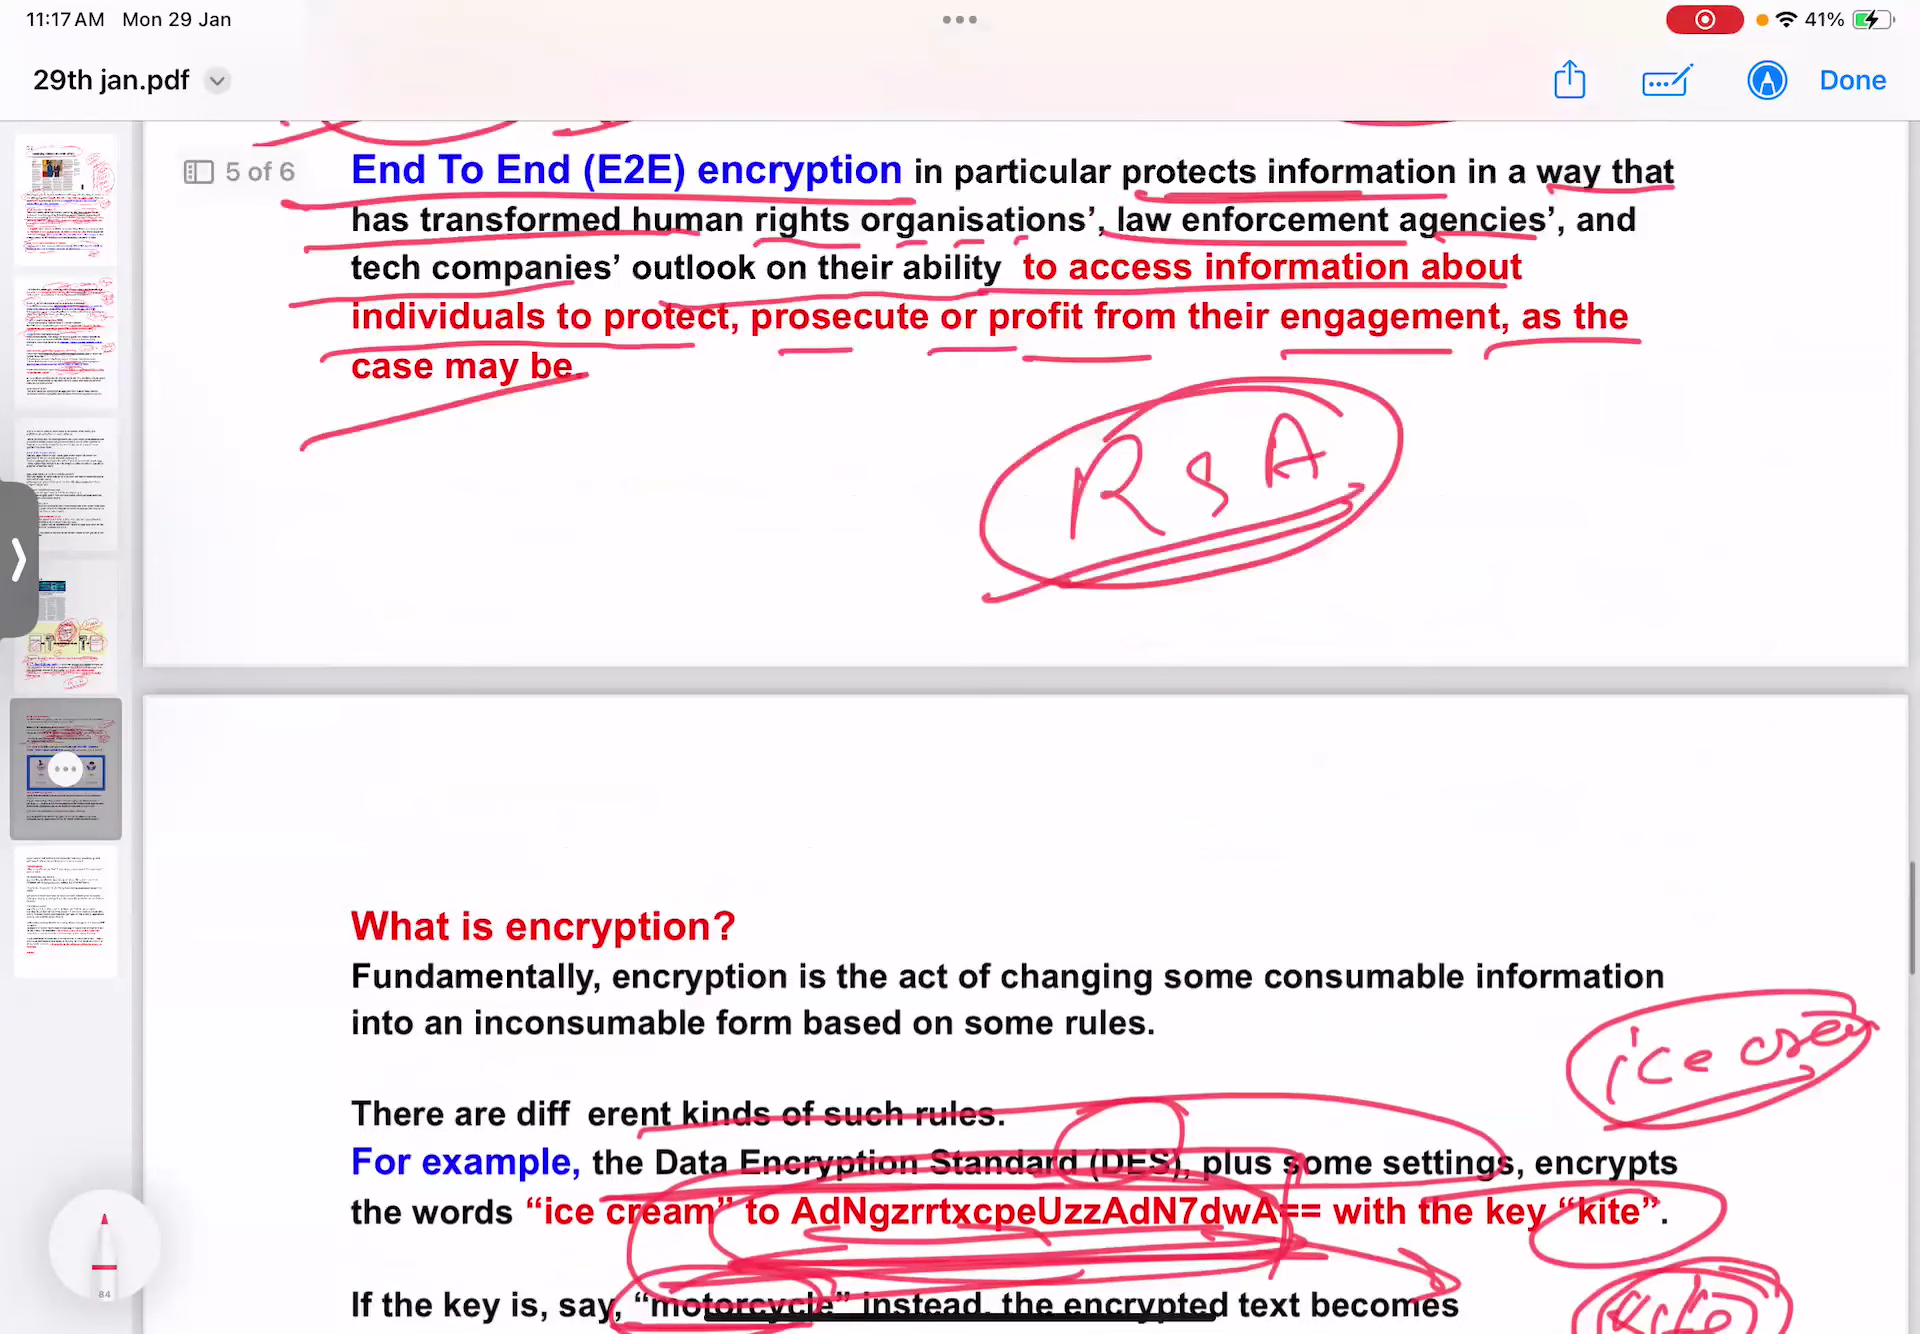 11:17 AM Mon 29 Jan
41%
29th jan.pdf
Done
5 of 6
End To End (E2E) encryption in particular protects information in a way that
has transformed human rights organisations’, law enforcement agencies’, and
tech companies’ outlook on their ability to access information about
individuals to protect, prosecute or profit from their engagement, as the
case may be.
RSA
What is encryption?
Fundamentally, encryption is the act of changing some consumable information
into an inconsumable form based on some rules.
ice
There are diff erent kinds of such rules.
For example, the Data Encryption Standard (DES), plus some settings, encrypts
the words “ice cream” to AdNgzrrtxcpeUzzAdN7dwA== with the key “kite”.
If the key is, say, “motorcycle” instead, the encrypted text becomes
84